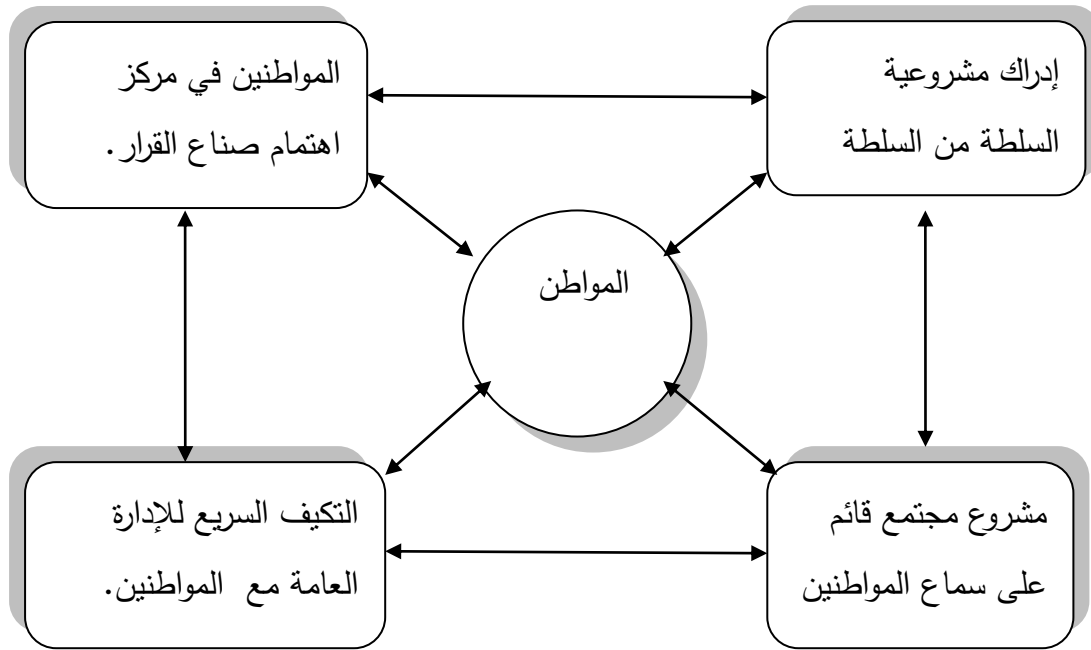 إدراك مشروعية
السلطة من السلطة
المواطنين في مركز
اهتمام صناع القرار.
المواطن
مشروع مجتمع قائم
على سماع المواطنين
التكيف السريع للإدارة
العامة مع المواطنين.